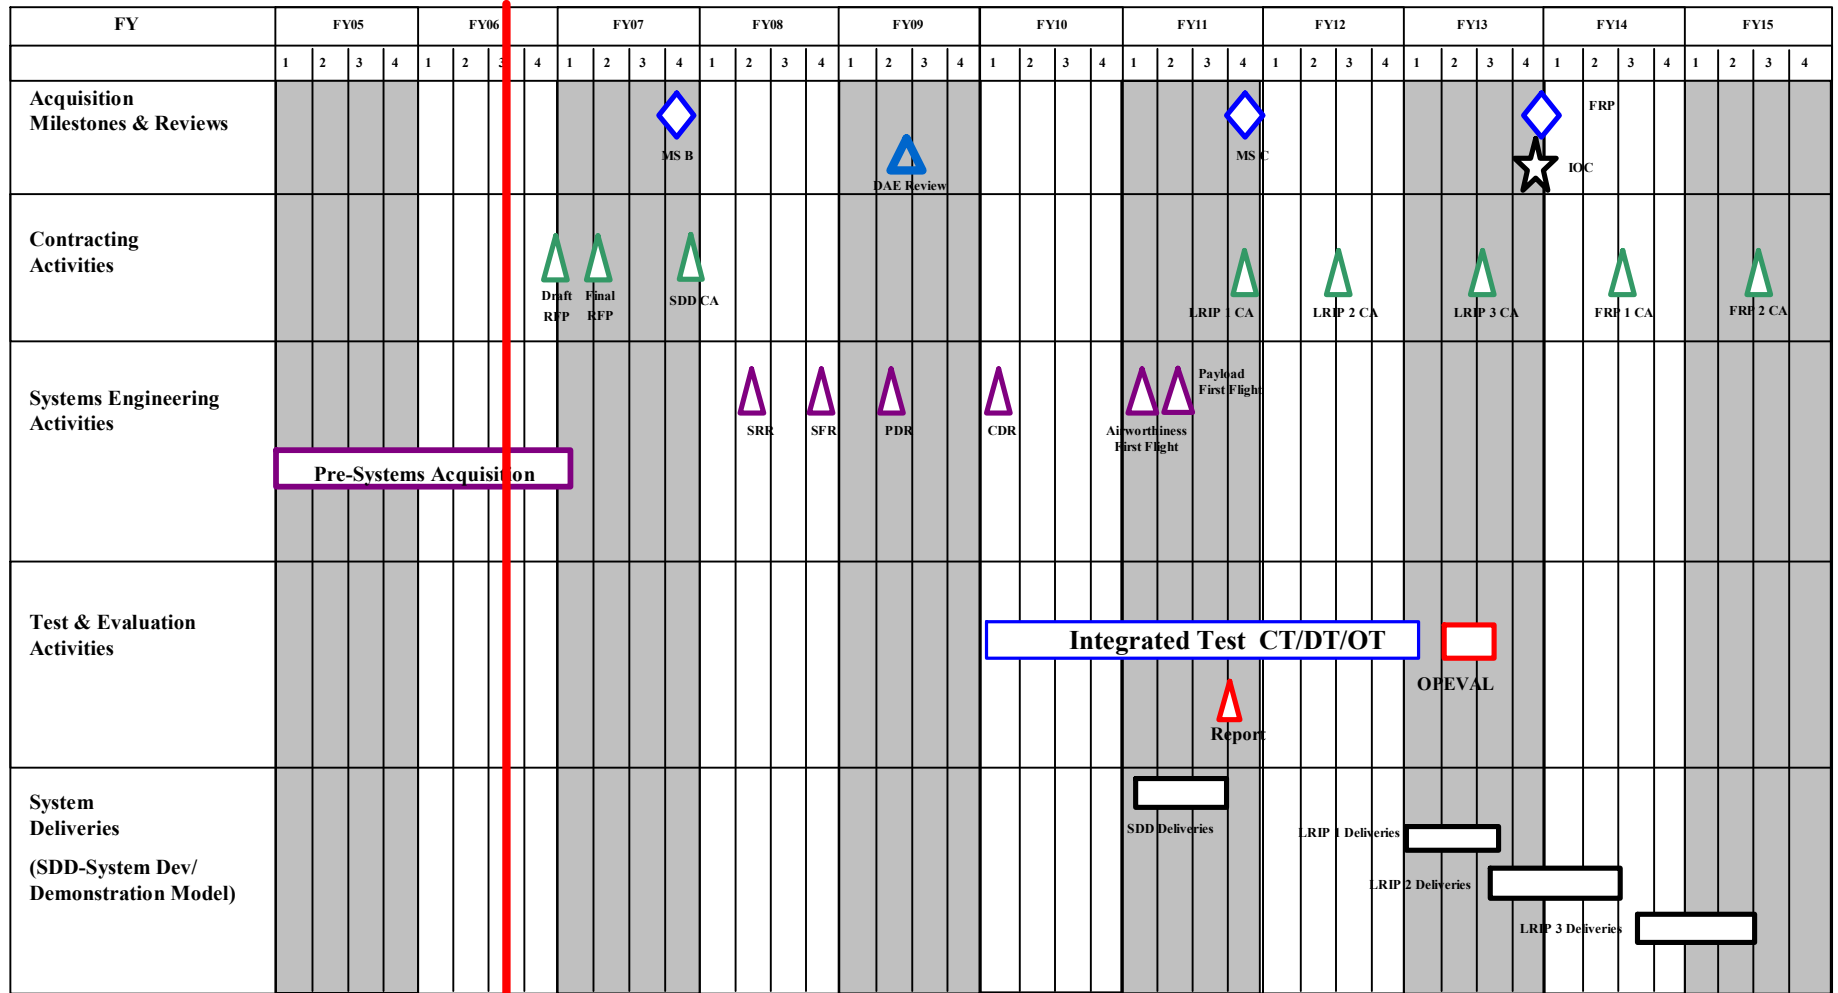 FY FY05 FY06 FY07 FY08 FY09 FY10 FY11 FY12 FY13 FY14 FY15
1 2 3 4 1 2 3 4 1 2 3 4 1 2 3 4 1 2 3 4 1 2 3 4 1 2 3 4 1 2 3 4 1 2 3 4 1 2 3 4 1 2 3 4
Acquisition
Milestones & Reviews
MS B
DAE Review
MS C
FRP
IOC
Contracting
Activities
Draft
RFP
Final
RFP
SDD CA
LRIP 1 CA
LRIP 2 CA
LRIP 3 CA
FRP 1 CA
FRP 2 CA
Systems Engineering
Activities
SRR
SFR
PDR
CDR
Airworthiness
First Flight
Payload
First Flight
Pre-Systems Acquisition
Test & Evaluation
Activities
Integrated Test CT/DT/OT
OPEVAL
Report
System
Deliveries
(SDD-System Dev/
Demonstration Model)
SDD Deliveries
LRIP 1 Deliveries
LRIP 2 Deliveries
LRIP 3 Deliveries